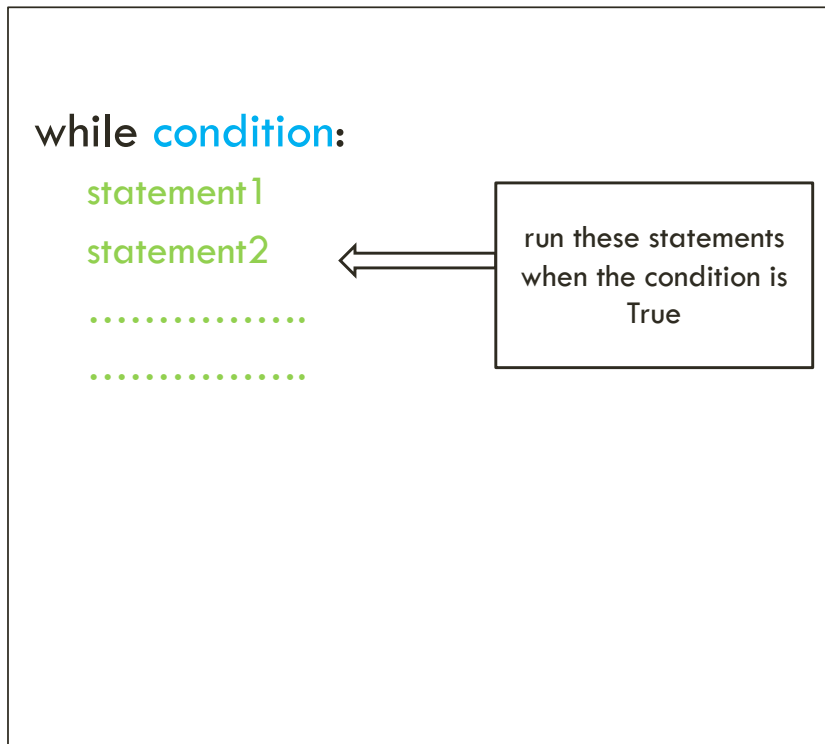 while condition:
statement1
statement2
................
................
run these statements
when the condition is
True